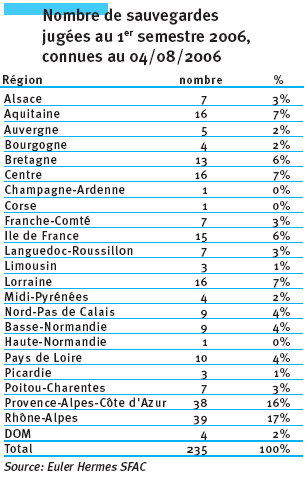 Nombre de sauvegardes
jugées au 1er semestre 2006,
connues au 04/08/2006
Région nombre %
Alsace 7 3%
Aquitaine 16 7%
Auvergne 5 2%
Bourgogne 4 2%
Bretagne 13 6%
Centre 16 7%
Champagne-Ardenne 1 0%
Corse 1 0%
Franche-Comté 7 3%
Ile de France 15 6%
Languedoc-Roussillon 7 3%
Limousin 3 1%
Lorraine 16 7%
Midi-Pyrénées 4 2%
Nord-Pas de Calais 9 4%
Basse-Normandie 9 4%
Haute-Normandie 1 0%
Pays de Loire 10 4%
Picardie 3 1%
Poitou-Charentes 7 3%
Provence-Alpes-Côte d'Azur 38 16%
Rhône-Alpes 39 17%
DOM 4 2%
Total 235 100%
Source: Euler Hermes SFAC